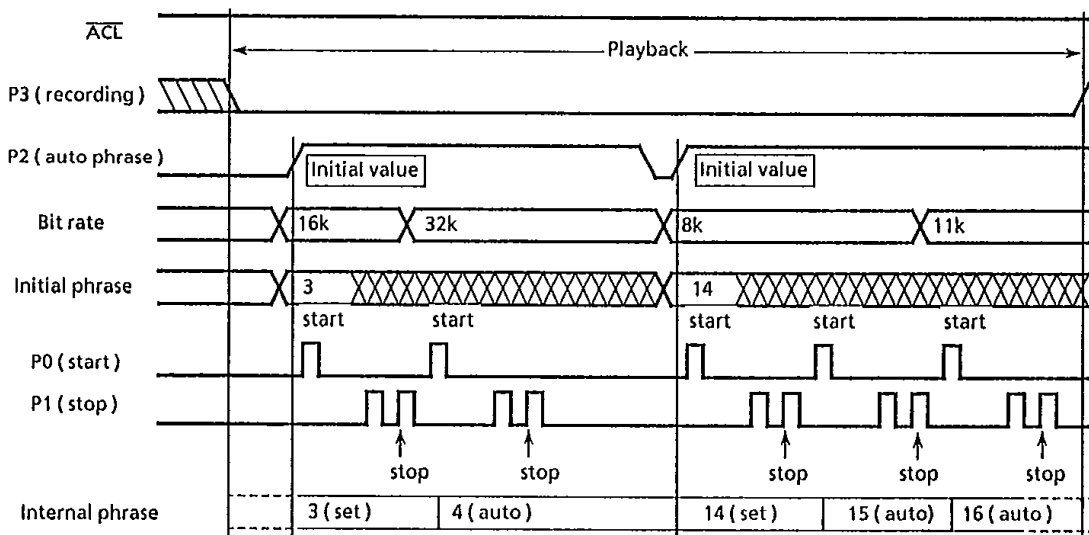 ACL
Playback
P3 ( recording )
P2 ( auto phrase )
Initial value
Initial value
Bit rate
16k
32k
8k
11k
Initial phrase
3
14
start
start
start
start
start
P0 ( start )
P1 ( stop )
stop
stop
stop
stop
stop
Internal phrase
3 ( set )
4 ( auto )
14 ( set )
15 ( auto )
16 ( auto )